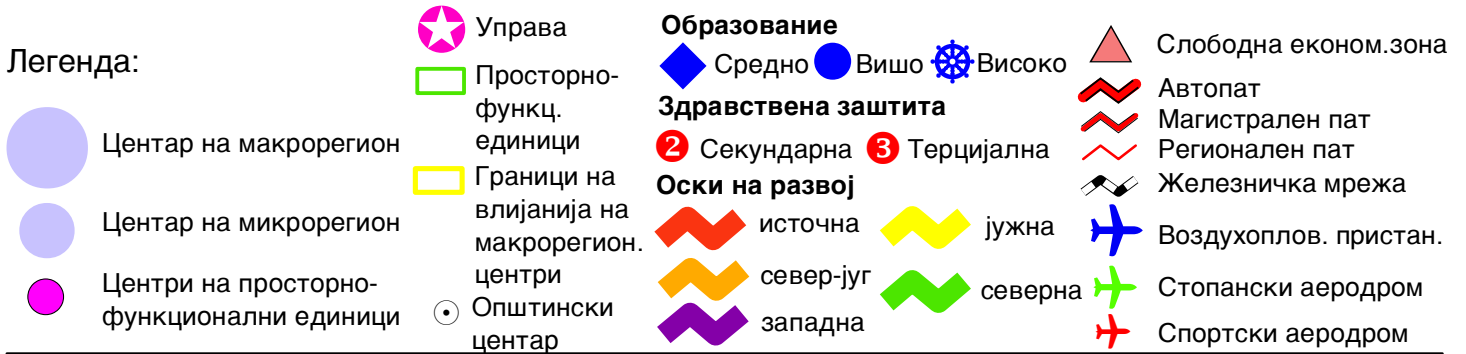 Легенда:
Центар на макрорегион
Центар на микрорегион
Центри на просторно-
функционални единици
Управа
Просторно-
функц.
единици
Граници на
влијанија на
макрорегион.
центри
Општински
центар
Образование
Средно Вишо Високо
Здравствена заштита
2 Секундарна 3 Терцијална
Оски на развој
источна јужна
север-југ северна
западна
Слободна економ.зона
Автопат
Магистрален пат
Регионален пат
Железничка мрежа
Воздухоплов. пристан.
Стопански аеродром
Спортски аеродром